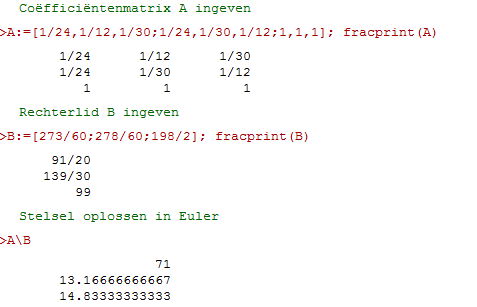 Coëfficiëntenmatrix A ingeven
>A:=[1/24,1/12,1/30;1/24,1/30,1/12;1,1,1]; fracprint(A)
1/24 1/12 1/30
1/24 1/30 1/12
1 1 1
Rechterlid B ingeven
>B:=[273/60;278/60;198/2]; fracprint(B)
91/20
139/30
99
Stelsel oplossen in Euler
>A\B
71
13.16666666667
14.83333333333